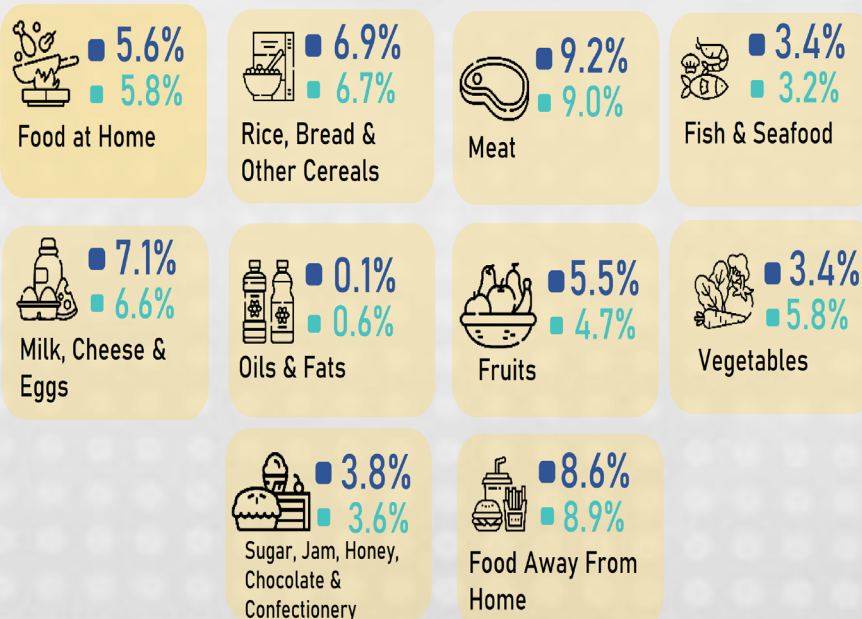 5.6%
5.8%
Food at Home
6.9%
6.7%
Rice, Bread &
Other Cereals
9.2%
9.0%
Meat
3.4%
3.2%
Fish & Seafood
7.1%
6.6%
Milk, Cheese &
Eggs
0.1%
0.6%
Oils & Fats
5.5%
4.7%
Fruits
3.4%
5.8%
Vegetables
3.8%
3.6%
Sugar, Jam, Honey,
Chocolate &
Confectionery
8.6%
8.9%
Food Away From
Home